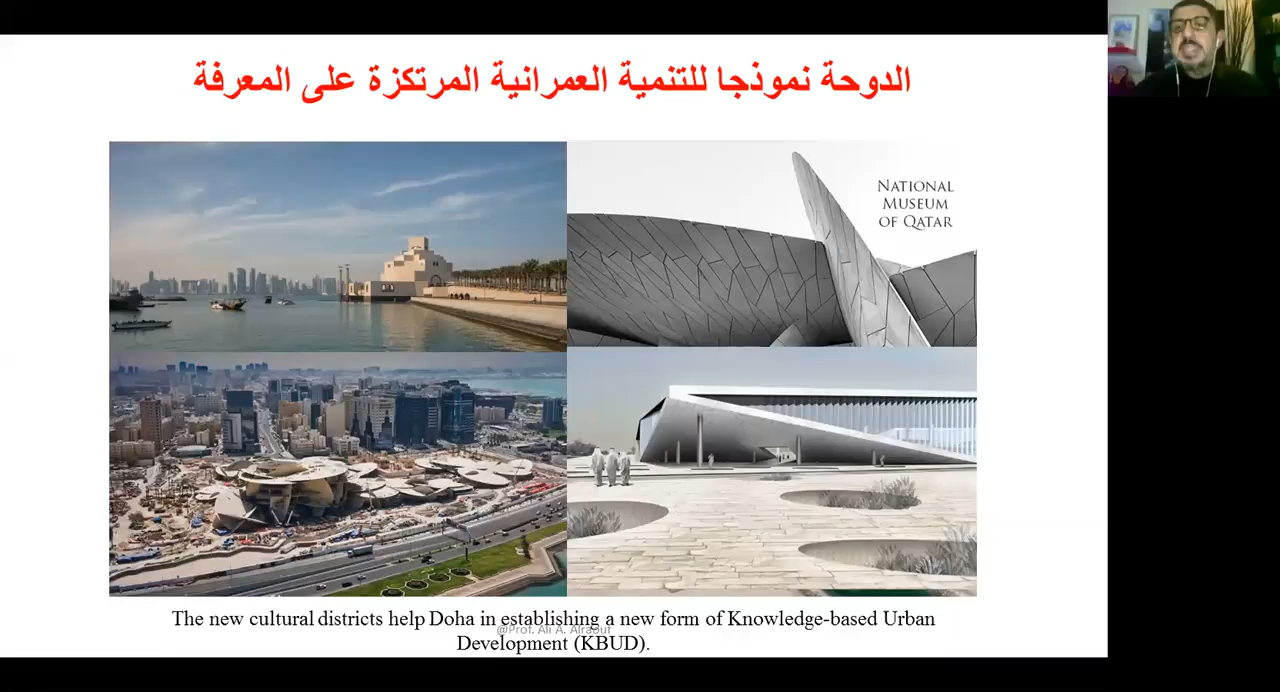 الدوحة نموذجا للتنمية العمرانية المرتكزة على المعرفة
NATIONAL
MUSEUM
OF QATAR
The new cultural districts help Doha in establishing a new form of Knowledge-based Urban
@Prof. Ali A. Alraouf
Development (KBUD).